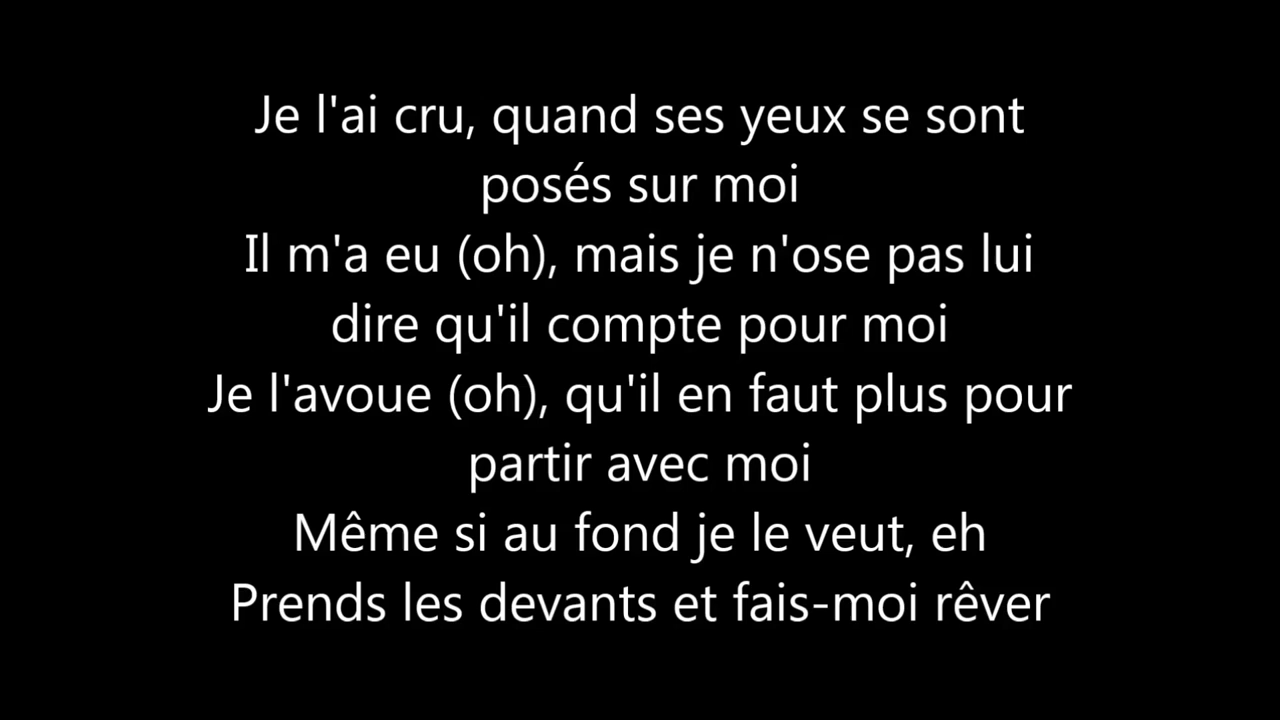 Je l'ai cru, quand ses yeux se sont
posés sur moi
Il m'a eu (oh), mais je n'ose pas lui
dire qu'il compte pour moi
Je l'avoue (oh), qu'il en faut plus pour
partir avec moi
Même si au fond je le veut, eh
Prends les devants et fais-moi rêver